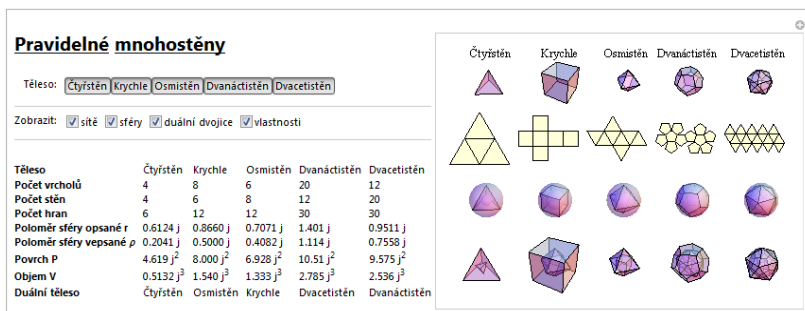 Pravidelné mnohostěny
Těleso: Čtyřstěn Krychle Osmistěn Dvanáctistěn Dvacetistěn
Zobrazit: sítě sféry duální dvojice vlastnosti
Těleso Čtyřstěn Krychle Osmistěn Dvanáctistěn Dvacetistěn
Počet vrcholů 4 8 6 20 12
Počet stěn 4 6 8 12 20
Počet hran 6 12 12 30 30
Poloměr sféry opsané r 0.6124 j 0.8660 j 0.7071 j 1.401 j 0.9511 j
Poloměr sféry vepsané ρ 0.2041 j 0.5000 j 0.4082 j 1.114 j 0.7558 j
Povrch P 4.619 j² 8.000 j² 6.928 j² 10.51 j² 9.575 j²
Objem V 0.5132 j³ 1.540 j³ 1.333 j³ 2.785 j³ 2.536 j³
Duální těleso Čtyřstěn Osmistěn Krychle Dvacetistěn Dvanáctistěn
Čtyřstěn Krychle Osmistěn Dvanáctistěn Dvacetistěn